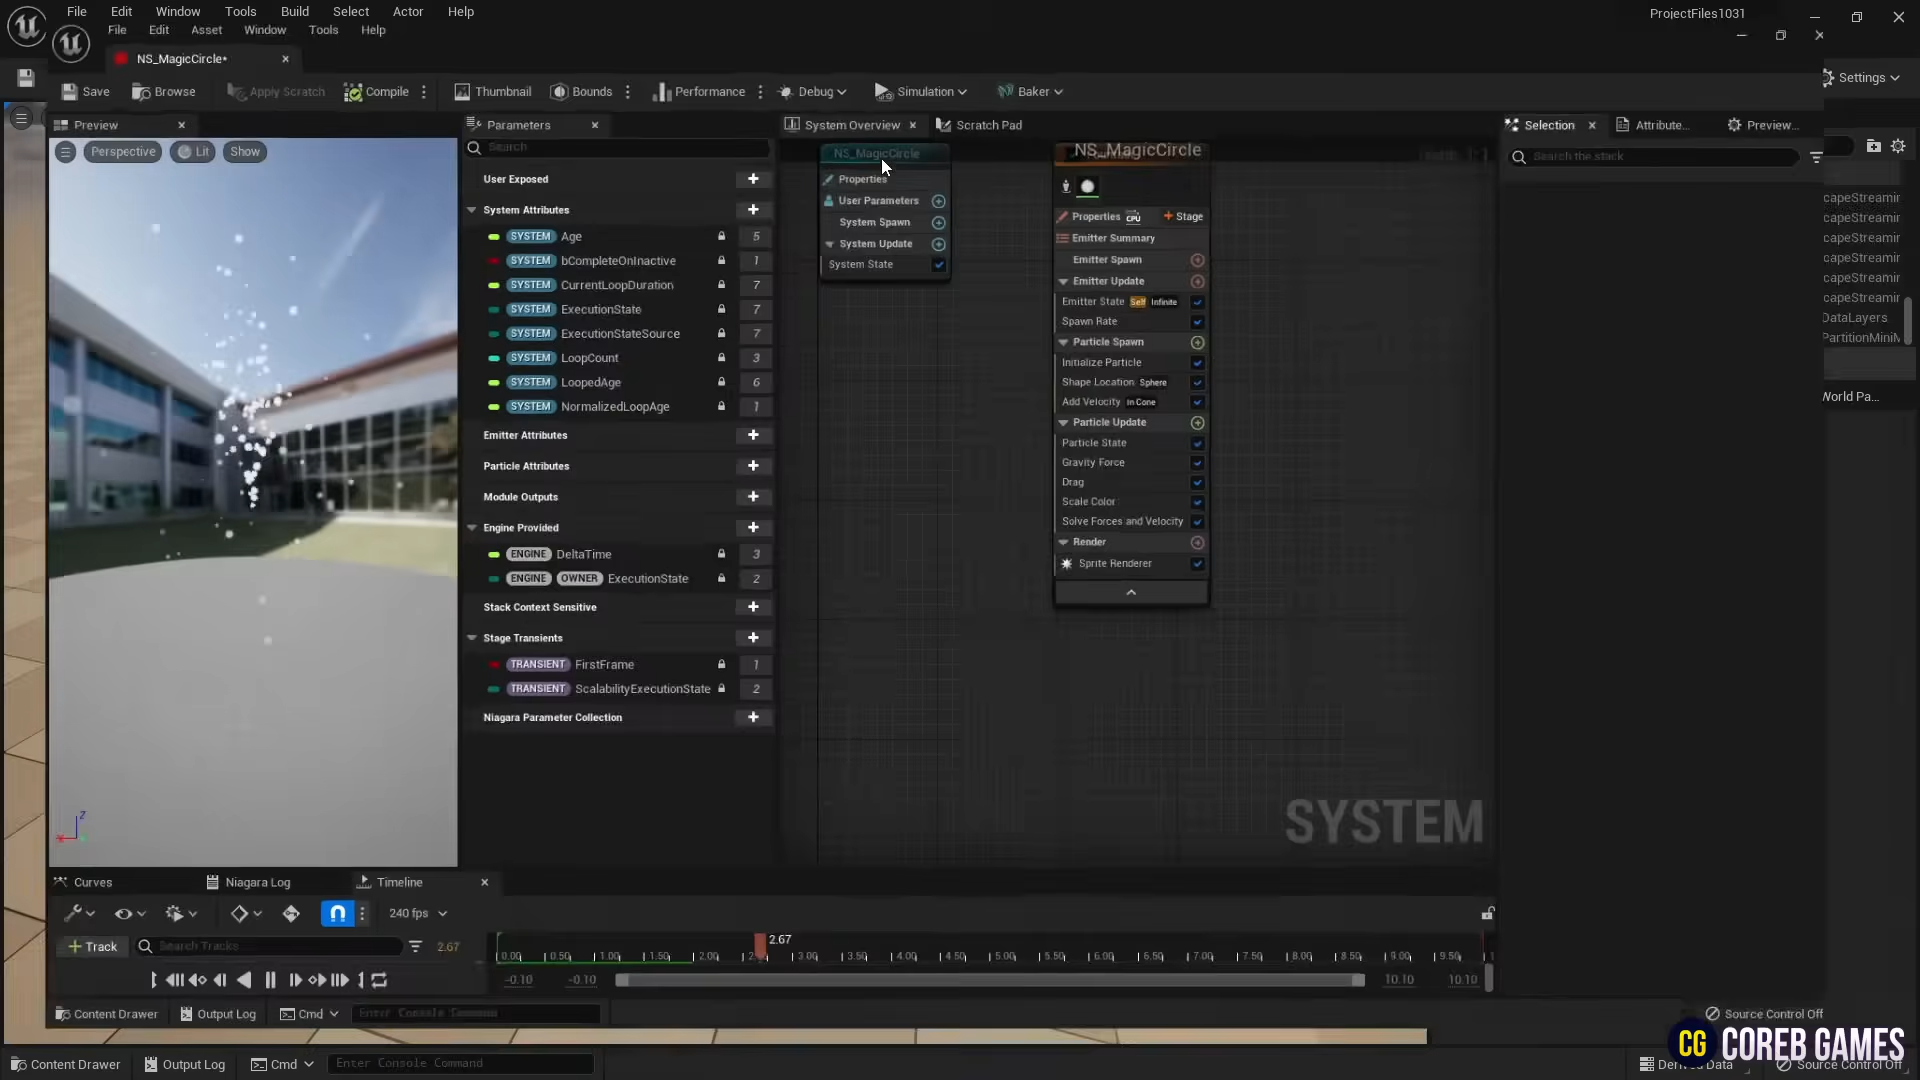 File Edit Window Tools Build Select Actor Help
ProjectFiles1031
File Edit Asset Window Tools Help
NS_MagicCircle*
Save Browse Apply Scratch Compile Thumbnail Bounds Performance Debug Simulation Baker
Settings
Preview
Parameters
System Overview
Scratch Pad
Selection
Attribute...
Preview...
Perspective Lit Show
Search
User Exposed
System Attributes
SYSTEM Age 5
SYSTEM bCompleteOnInactive 1
SYSTEM CurrentLoopDuration 7
SYSTEM ExecutionState 7
SYSTEM ExecutionStateSource 7
SYSTEM LoopCount 3
SYSTEM LoopedAge 6
SYSTEM NormalizedLoopAge 1
Emitter Attributes
Particle Attributes
Module Outputs
Engine Provided
ENGINE DeltaTime 3
ENGINE OWNER ExecutionState 2
Stack Context Sensitive
Stage Transients
TRANSIENT FirstFrame 1
TRANSIENT ScalabilityExecutionState 2
Niagara Parameter Collection
NS_MagicCircle
Properties
User Parameters
System Spawn
System Update
System State
NS_MagicCircle
Properties CPU Stage
Emitter Summary
Emitter Spawn
Emitter Update
Emitter State Self Infinite
Spawn Rate
Particle Spawn
Initialize Particle
Shape Location Sphere
Add Velocity In Cone
Particle Update
Particle State
Gravity Force
Drag
Scale Color
Solve Forces and Velocity
Render
Sprite Renderer
SYSTEM
Search the stack
capeStreamin
capeStreamin
capeStreamin
capeStreamin
capeStreamin
capeStreamin
DataLayers
World Pa...
Z
Curves
Niagara Log
Timeline
240 fps
Track
Search Tracks
2.67
2.67
0.00 0.50 1.00 1.50 2.00 3.00 3.50 4.00 4.50 5.00 5.50 6.00 6.50 7.00 7.50 8.00 8.50 9.00 9.50
-0.10 -0.10 10.10 10.10
Content Drawer Output Log Cmd Enter Console Command
Source Control Off
CG COREB GAMES
Content Drawer Output Log Cmd Enter Console Command
Derived Data
Source Control Off